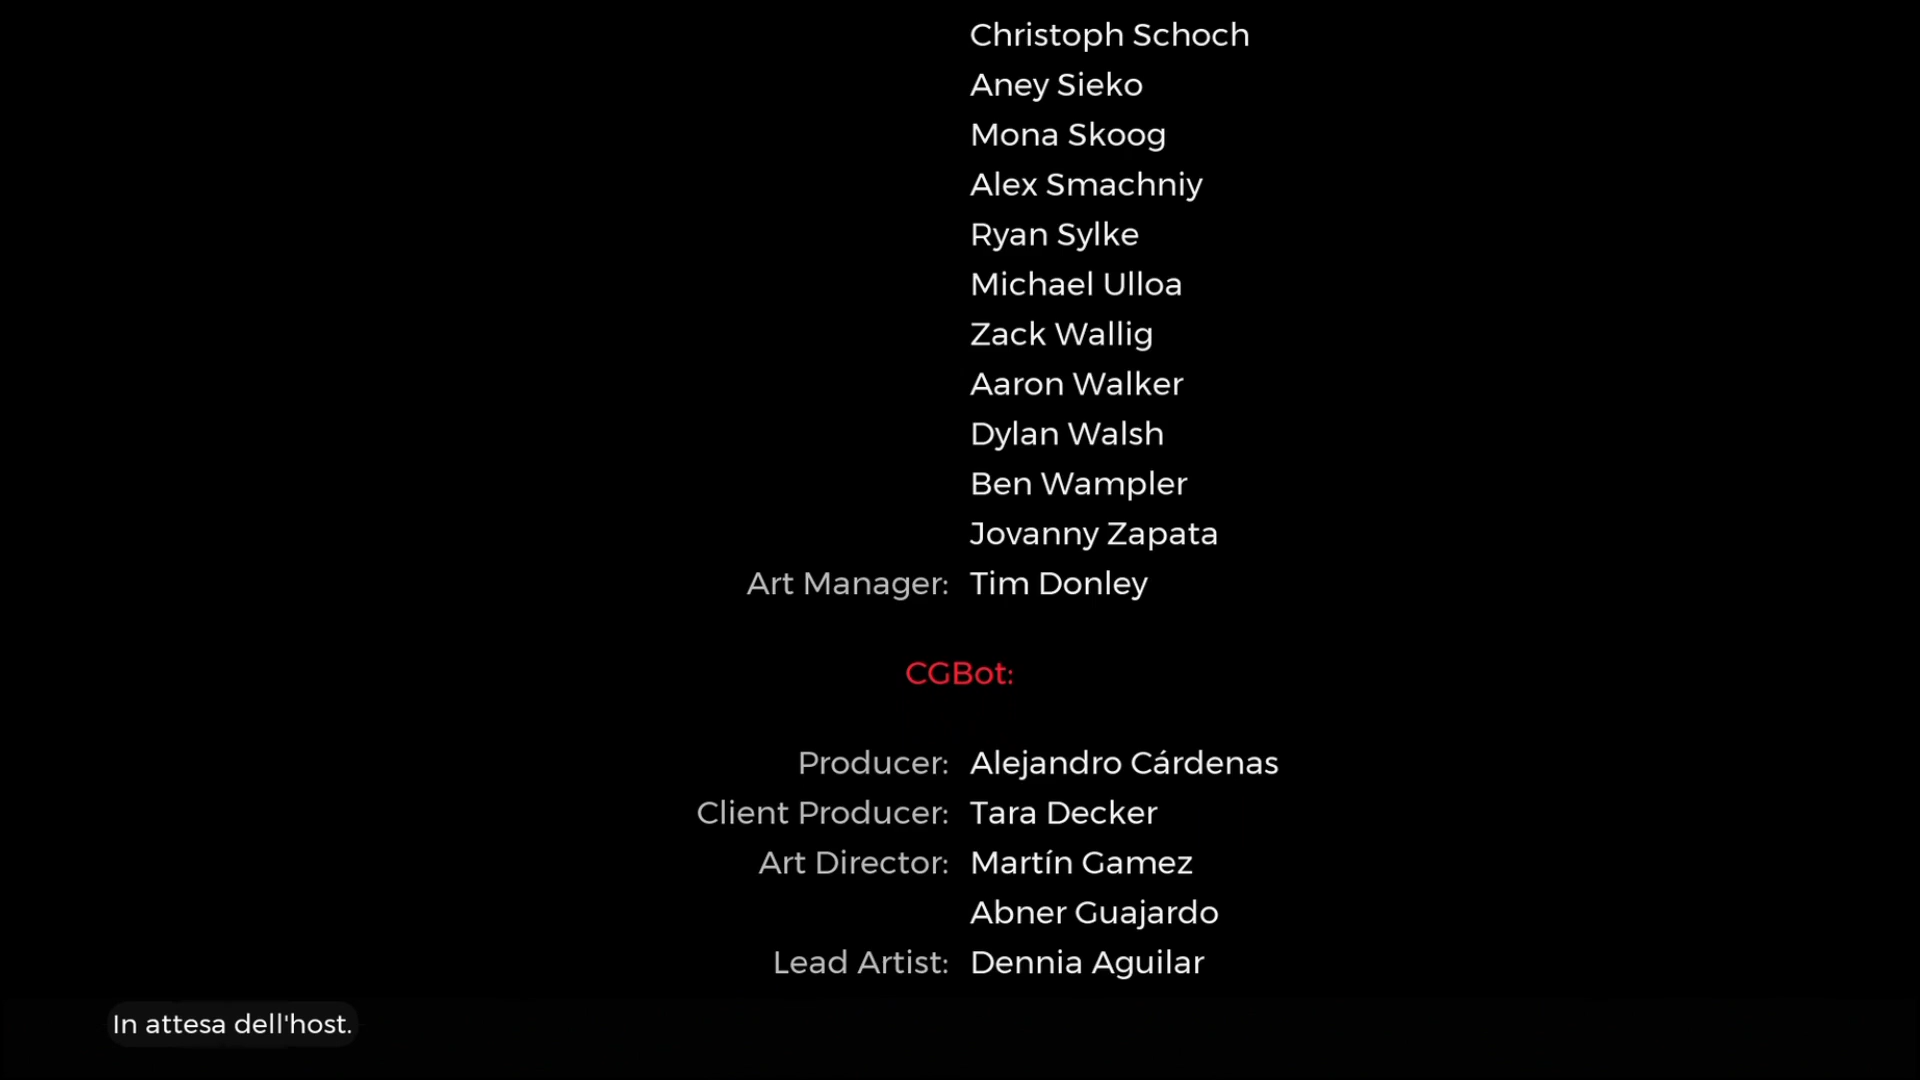 Christoph Schoch
Aney Sieko
Mona Skoog
Alex Smachniy
Ryan Sylke
Michael Ulloa
Zack Wallig
Aaron Walker
Dylan Walsh
Ben Wampler
Jovanny Zapata
Art Manager: Tim Donley
CGBot:
Producer: Alejandro Cárdenas
Client Producer: Tara Decker
Art Director: Martín Gamez
Abner Guajardo
Lead Artist: Dennia Aguilar
In attesa dell'host.